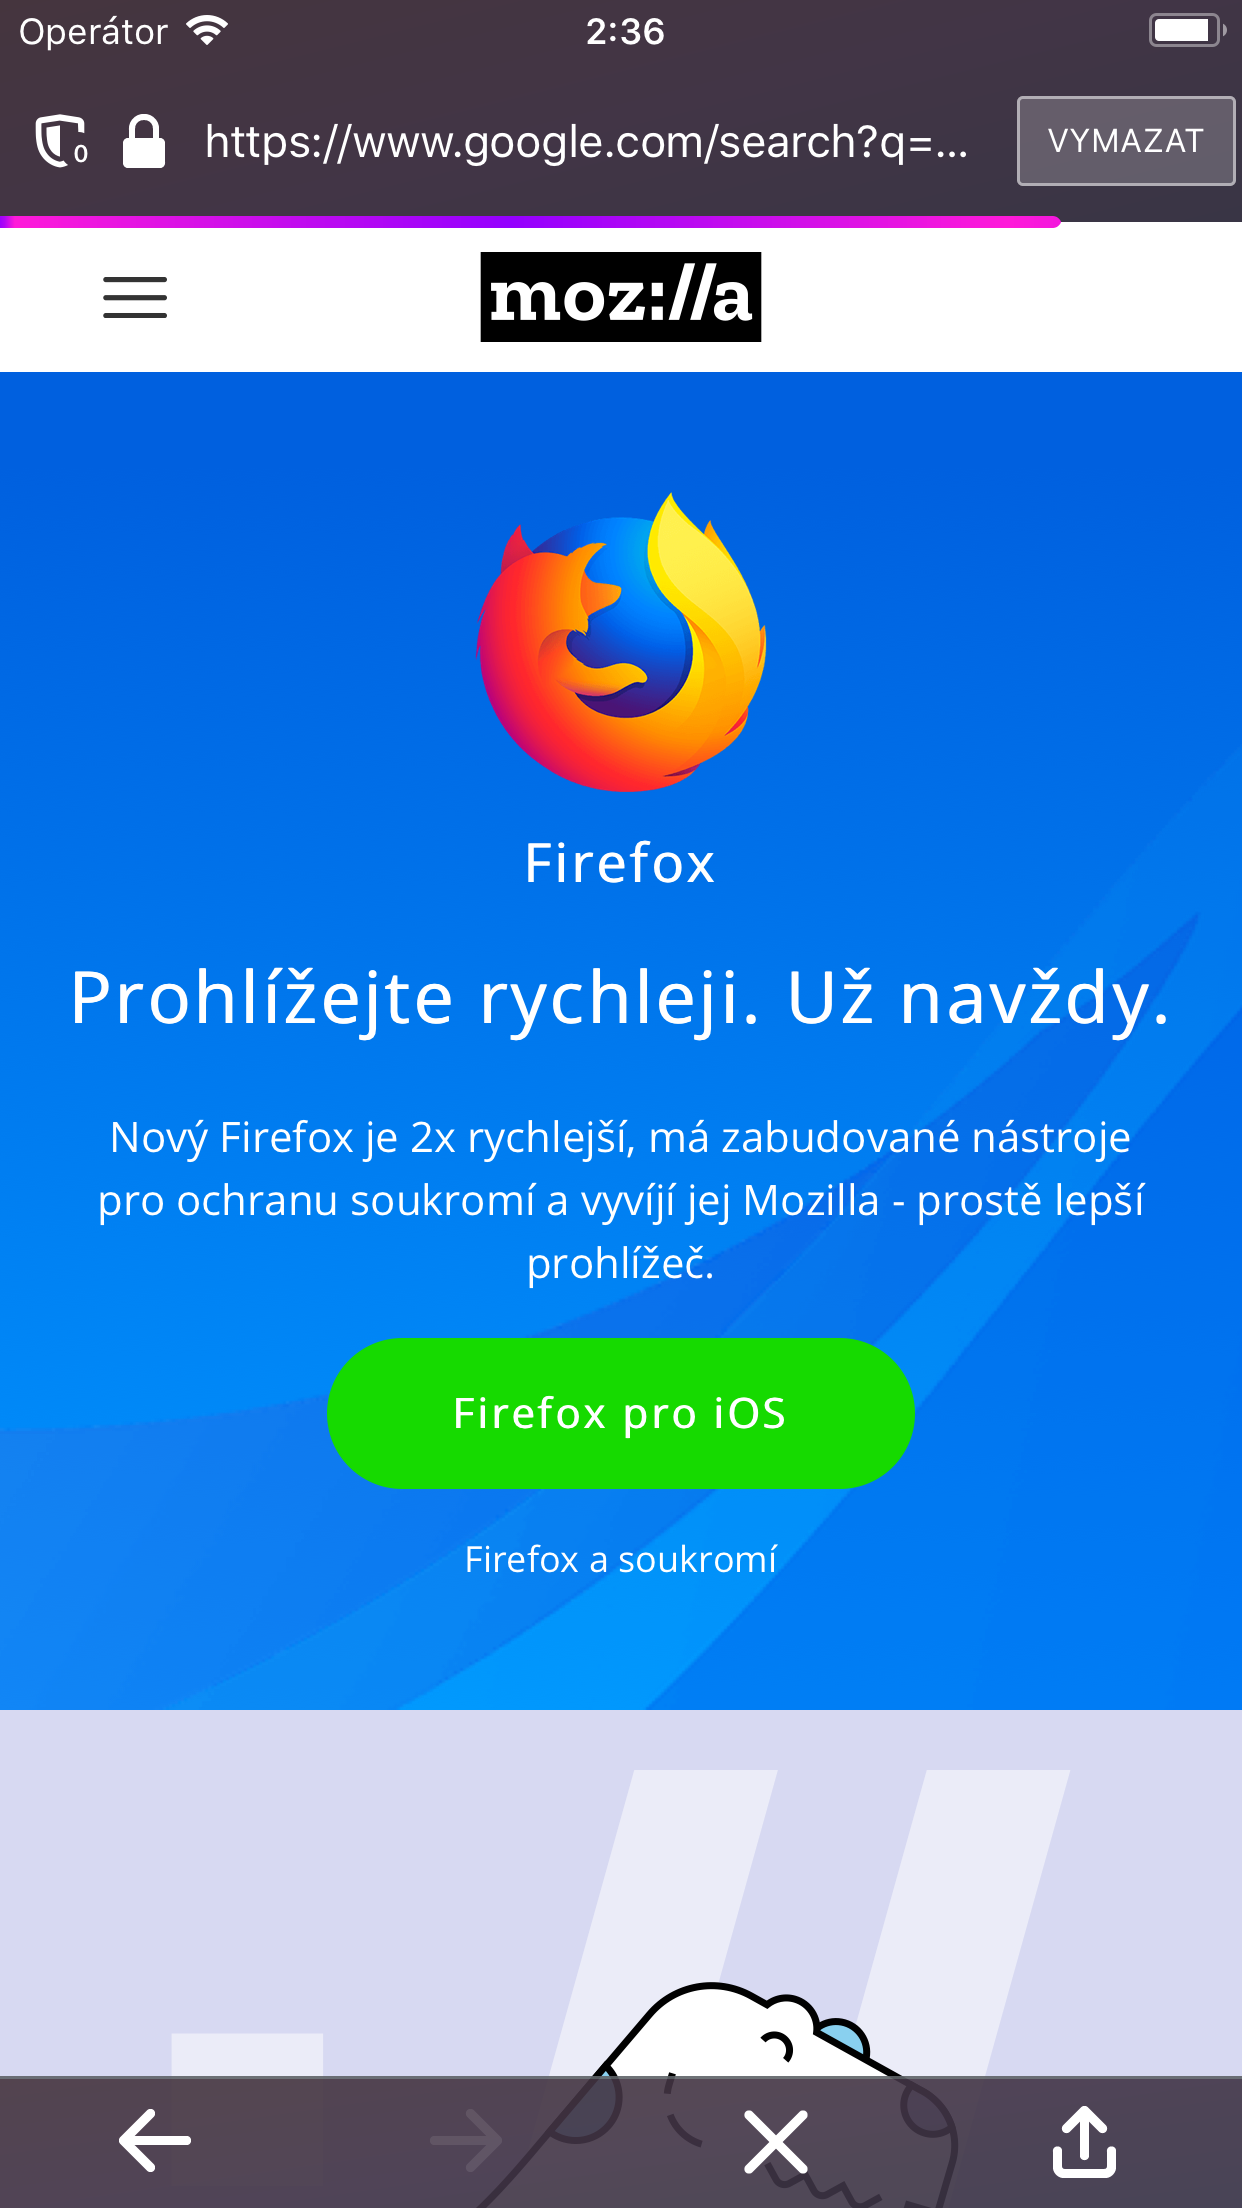 Operátor
2:36
0
https://www.google.com/search?q=...
VYMAZAT
moz://a
Firefox
Prohlížejte rychleji. Už navždy.
Nový Firefox je 2x rychlejší, má zabudované nástroje
pro ochranu soukromí a vyvíjí jej Mozilla - prostě lepší
prohlížeč.
Firefox pro iOS
Firefox a soukromí